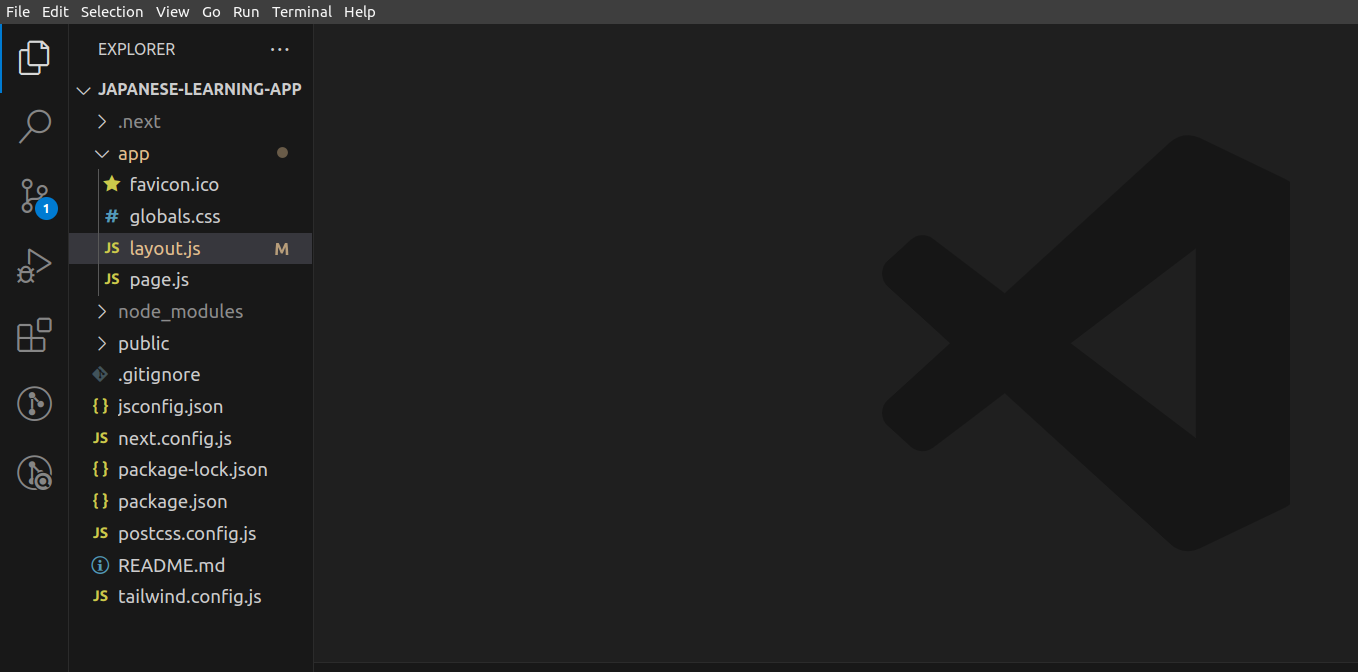 File Edit Selection View Go Run Terminal Help
EXPLORER
JAPANESE-LEARNING-APP
.next
app
favicon.ico
# globals.css
JS layout.js M
JS page.js
node_modules
public
.gitignore
{} jsconfig.json
JS next.config.js
{} package-lock.json
{} package.json
JS postcss.config.js
README.md
JS tailwind.config.js
1